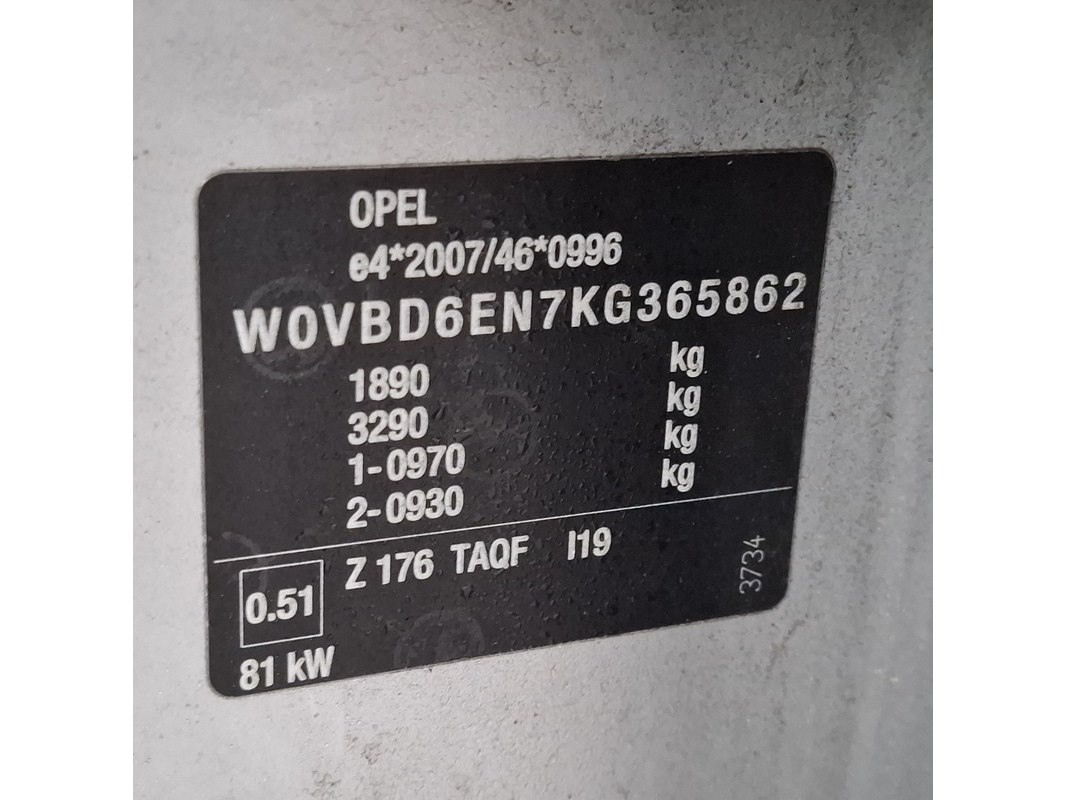 OPEL
e4*2007/46*0996
W0VBD6EN7KG365862
1890 kg
3290 kg
1-0970 kg
2-0930 kg
Z 176 TAQF I19
0.51
81 kW
3734